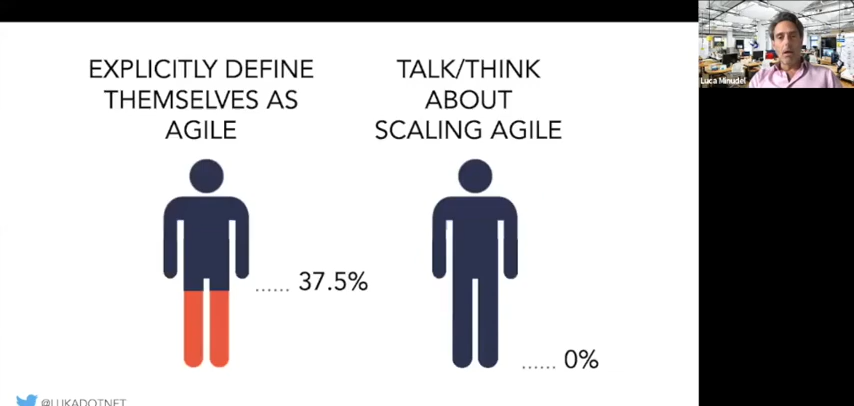 EXPLICITLY DEFINE
THEMSELVES AS
AGILE
TALK/THINK
ABOUT
SCALING AGILE
...... 37.5%
...... 0%
@LUKADOTNET
Luca Minudel